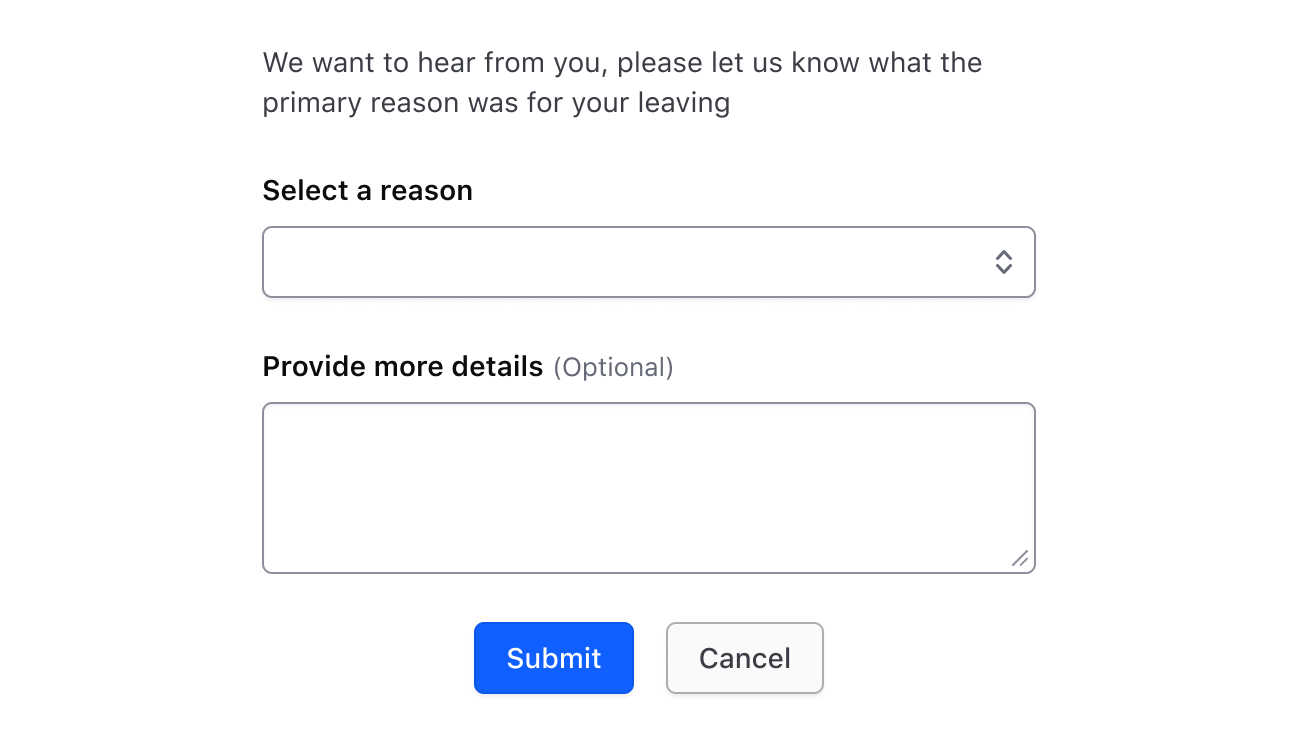 We want to hear from you, please let us know what the
primary reason was for your leaving
Select a reason
Provide more details (Optional)
Submit
Cancel